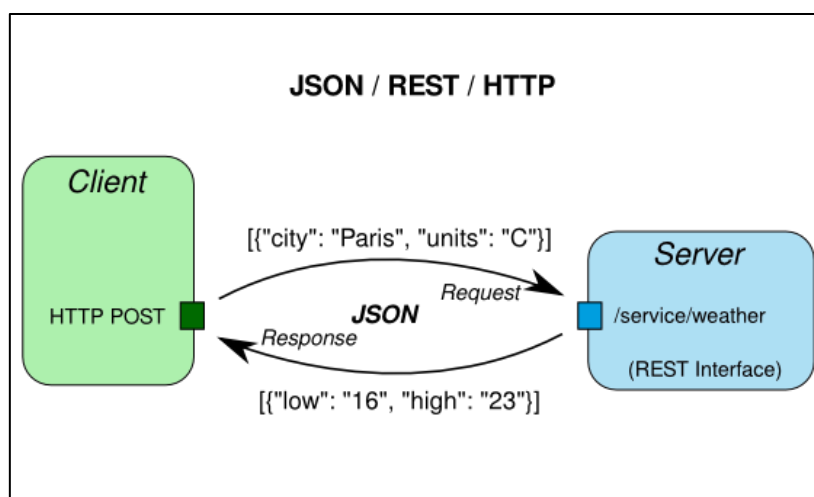 JSON / REST / HTTP
Client
[{"city": "Paris", "units": "C"}]
Server
Request
HTTP POST
JSON
/service/weather
Response
(REST Interface)
[{"low": "16", "high": "23"}]